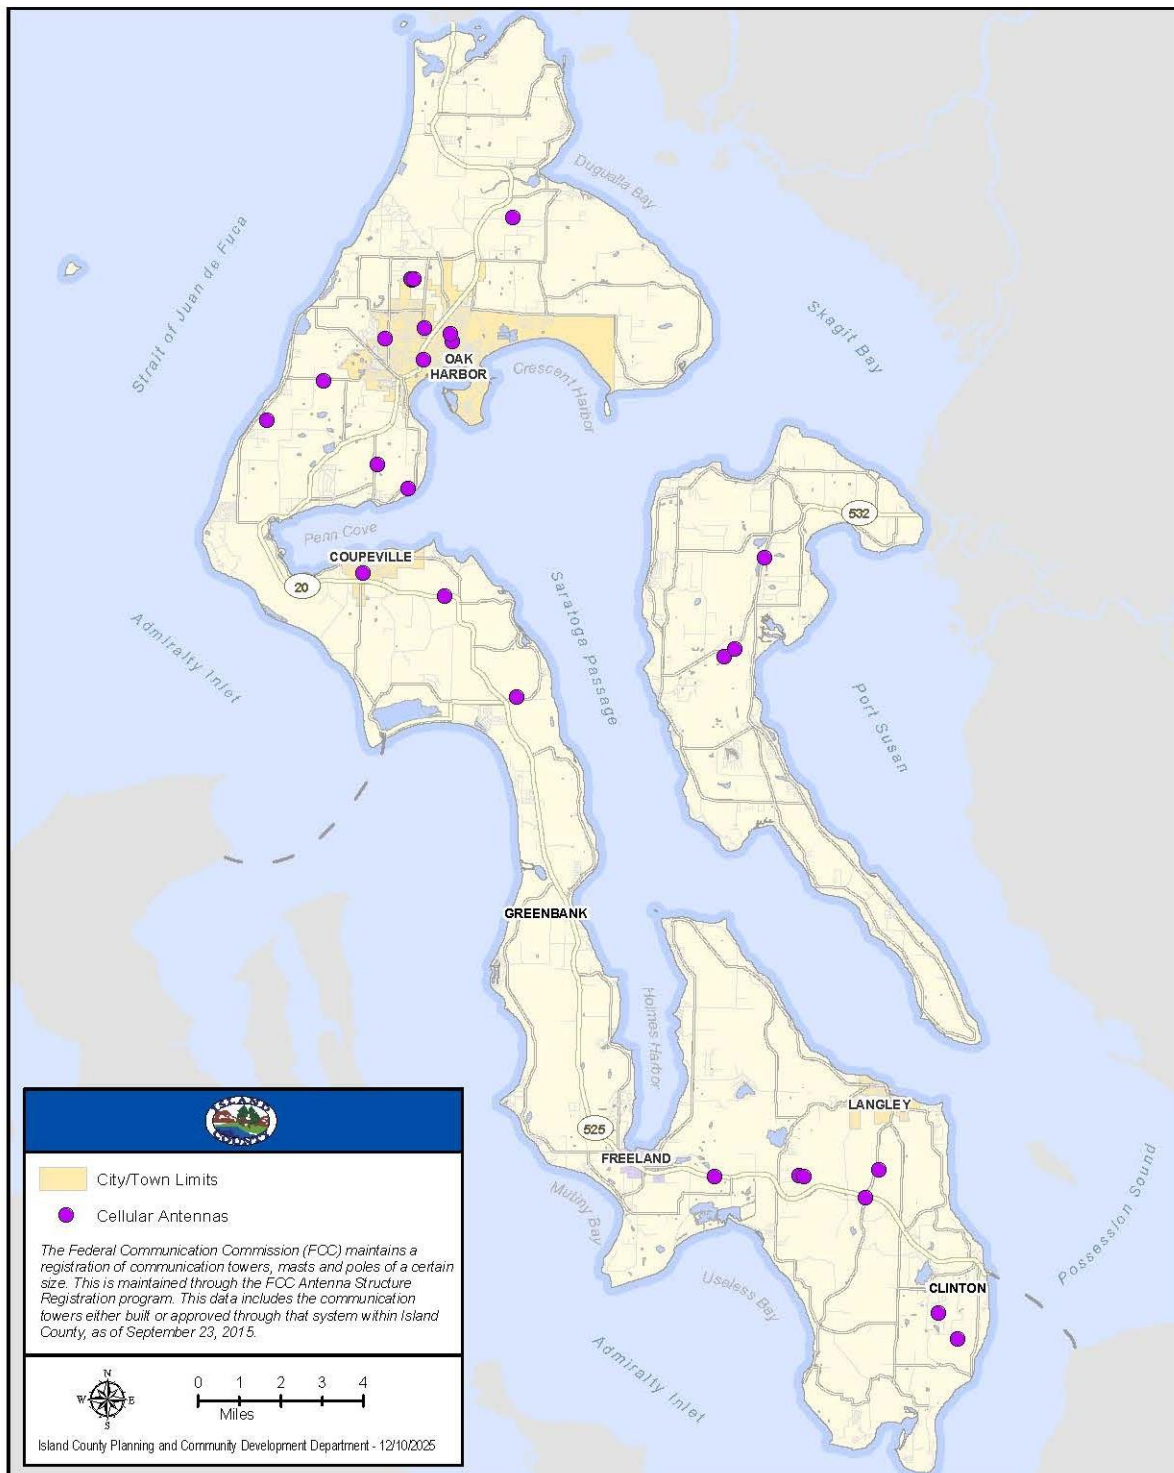 Dugualla Bay
Strait of Juan de Fuca
Skagit Bay
OAK
HARBOR
Crescent Harbor
532
Penn Cove
COUPEVILLE
20
Saratoga Passage
Admiralty Inlet
Port Susan
GREENBANK
Holmes Harbor
LANGLEY
525
FREELAND
Mutiny Bay
Possession Sound
Useless Bay
CLINTON
Admiralty Inlet
ISLAND
COUNTY
City/Town Limits
Cellular Antennas
The Federal Communication Commission (FCC) maintains a
registration of communication towers, masts and poles of a certain
size. This is maintained through the FCC Antenna Structure
Registration program. This data includes the communication
towers either built or approved through that system within Island
County, as of September 23, 2015.
N
W E
S
0 1 2 3 4
Miles
Island County Planning and Community Development Department - 12/10/2025